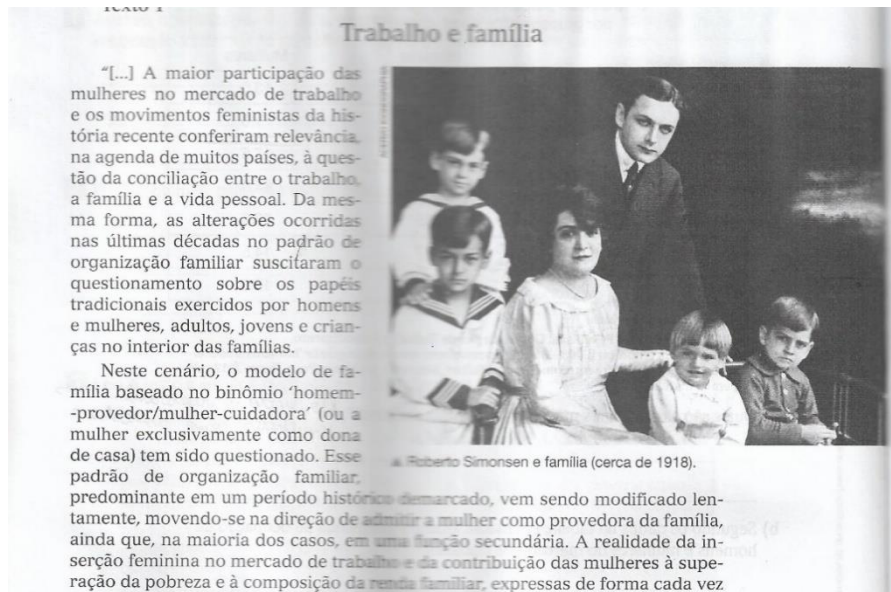 Texto 1
Trabalho e família
“[...] A maior participação das
mulheres no mercado de trabalho
e os movimentos feministas da his-
tória recente conferiram relevância,
na agenda de muitos países, à ques-
tão da conciliação entre o trabalho,
a família e a vida pessoal. Da mes-
ma forma, as alterações ocorridas
nas últimas décadas no padrão de
organização familiar suscitaram o
questionamento sobre os papéis
tradicionais exercidos por homens
e mulheres, adultos, jovens e crian-
ças no interior das famílias.
Neste cenário, o modelo de fa-
mília baseado no binômio ‘homem-
-provedor/mulher-cuidadora’ (ou a
mulher exclusivamente como dona
de casa) tem sido questionado. Esse
padrão de organização familiar,
predominante em um período histórico demarcado, vem sendo modificado len-
tamente, movendo-se na direção de admitir a mulher como provedora da família,
ainda que, na maioria dos casos, em uma função secundária. A realidade da in-
serção feminina no mercado de trabalho e da contribuição das mulheres à supe-
ração da pobreza e à composição da renda familiar, expressas de forma cada vez
▲ Roberto Simonsen e família (cerca de 1918).